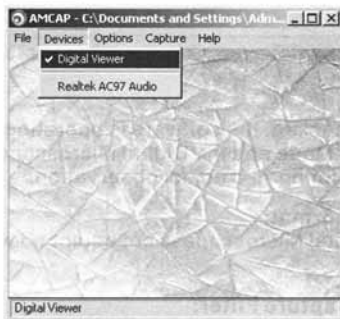 AMCAP - C:\Documents and Settings\Adm...
File Devices Options Capture Help
Digital Viewer
Realtek AC97 Audio
Digital Viewer